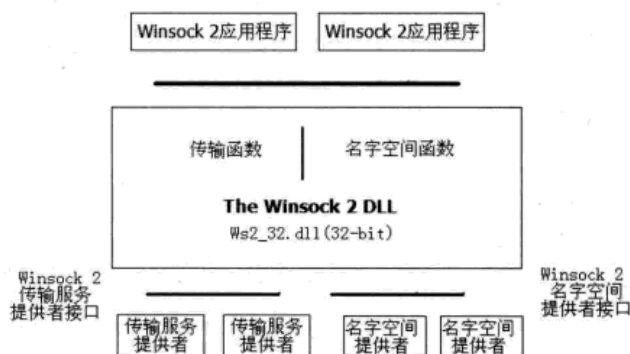 Winsock 2应用程序 Winsock 2应用程序
传输函数 名字空间函数
The Winsock 2 DLL
Ws2_32.dll(32-bit)
Winsock 2
传输服务
提供者接口
Winsock 2
名字空间
提供者接口
传输服务
提供者
传输服务
提供者
名字空间
提供者
名字空间
提供者